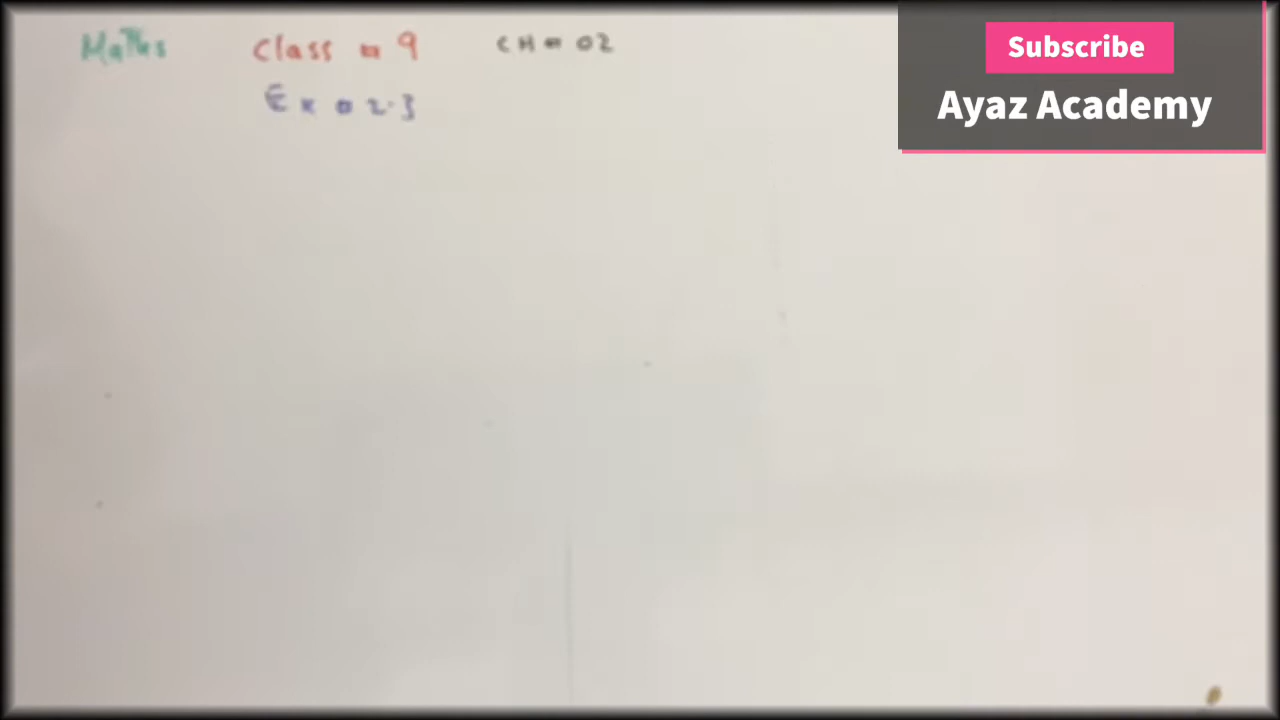 Maths Class = 9 CH = 02
Ex = 2.3
Subscribe
Ayaz Academy